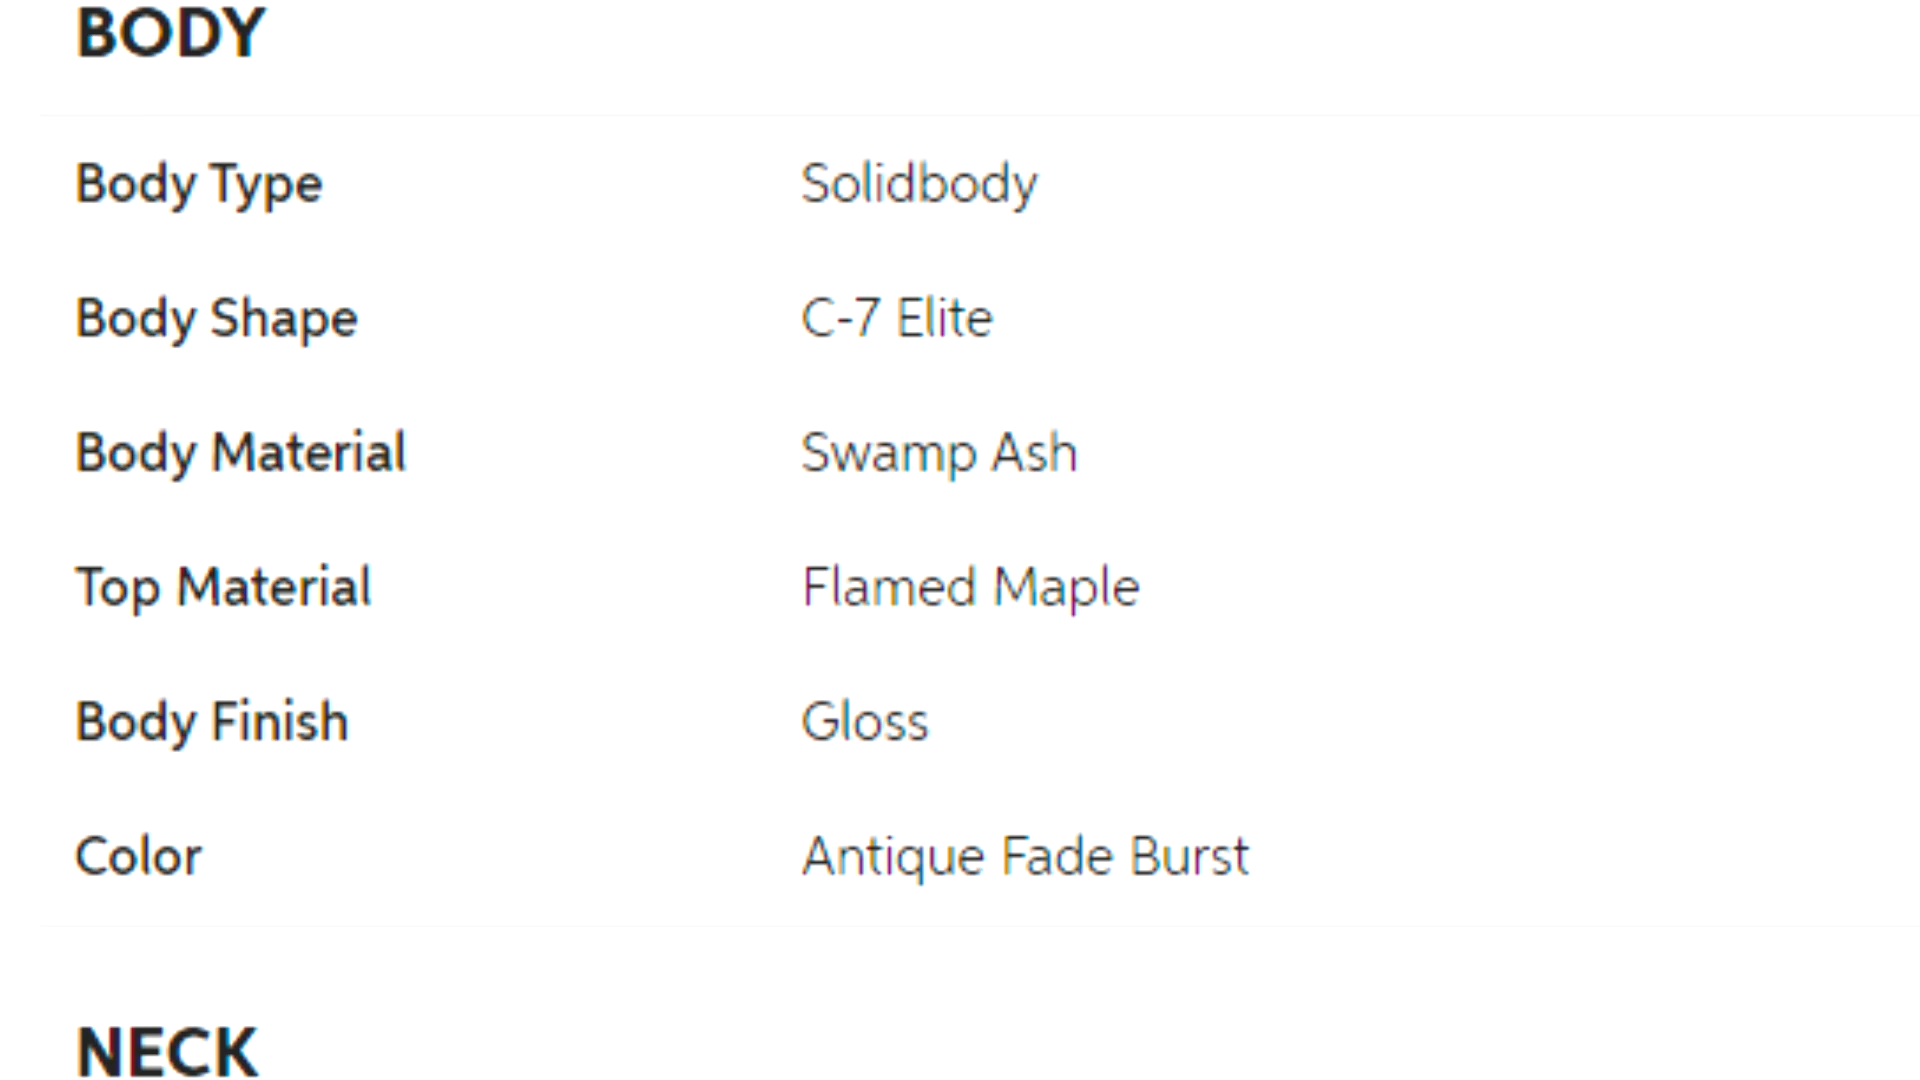 BODY
Body Type Solidbody
Body Shape C-7 Elite
Body Material Swamp Ash
Top Material Flamed Maple
Body Finish Gloss
Color Antique Fade Burst
NECK